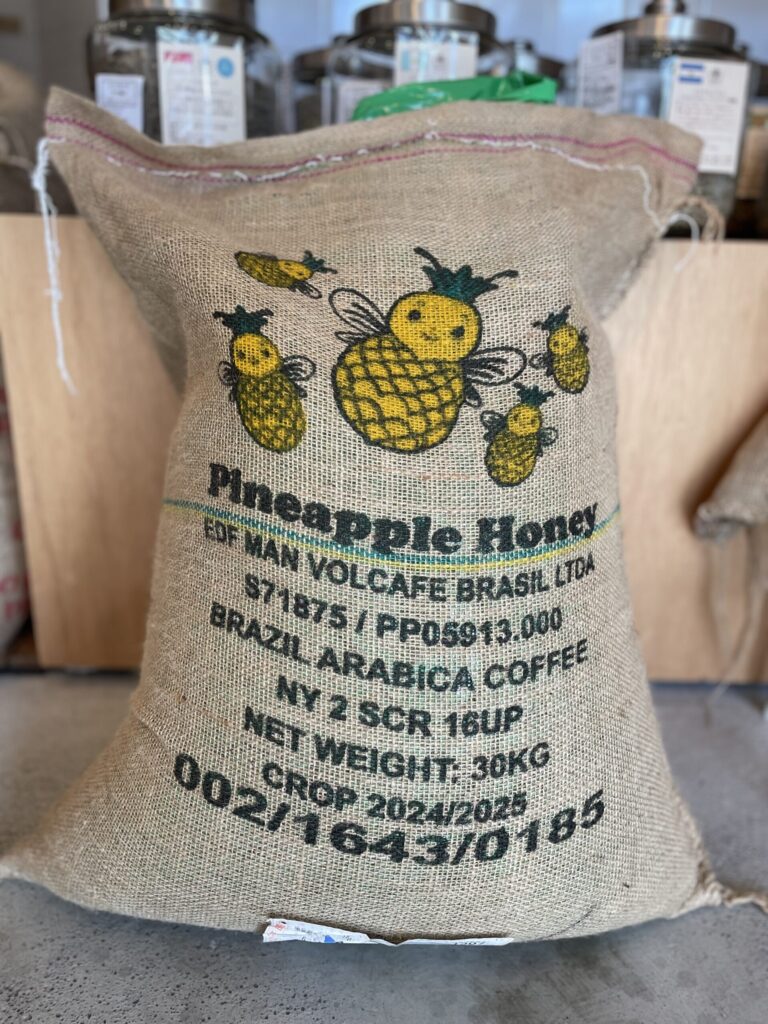 Pineapple Honey
EDF MAN VOLCAFE BRASIL LTDA
S71875 / PP05913.000
BRAZIL ARABICA COFFEE
NY 2 SCR 16UP
NET WEIGHT: 30KG
CROP 2024/2025
002/1643/0185